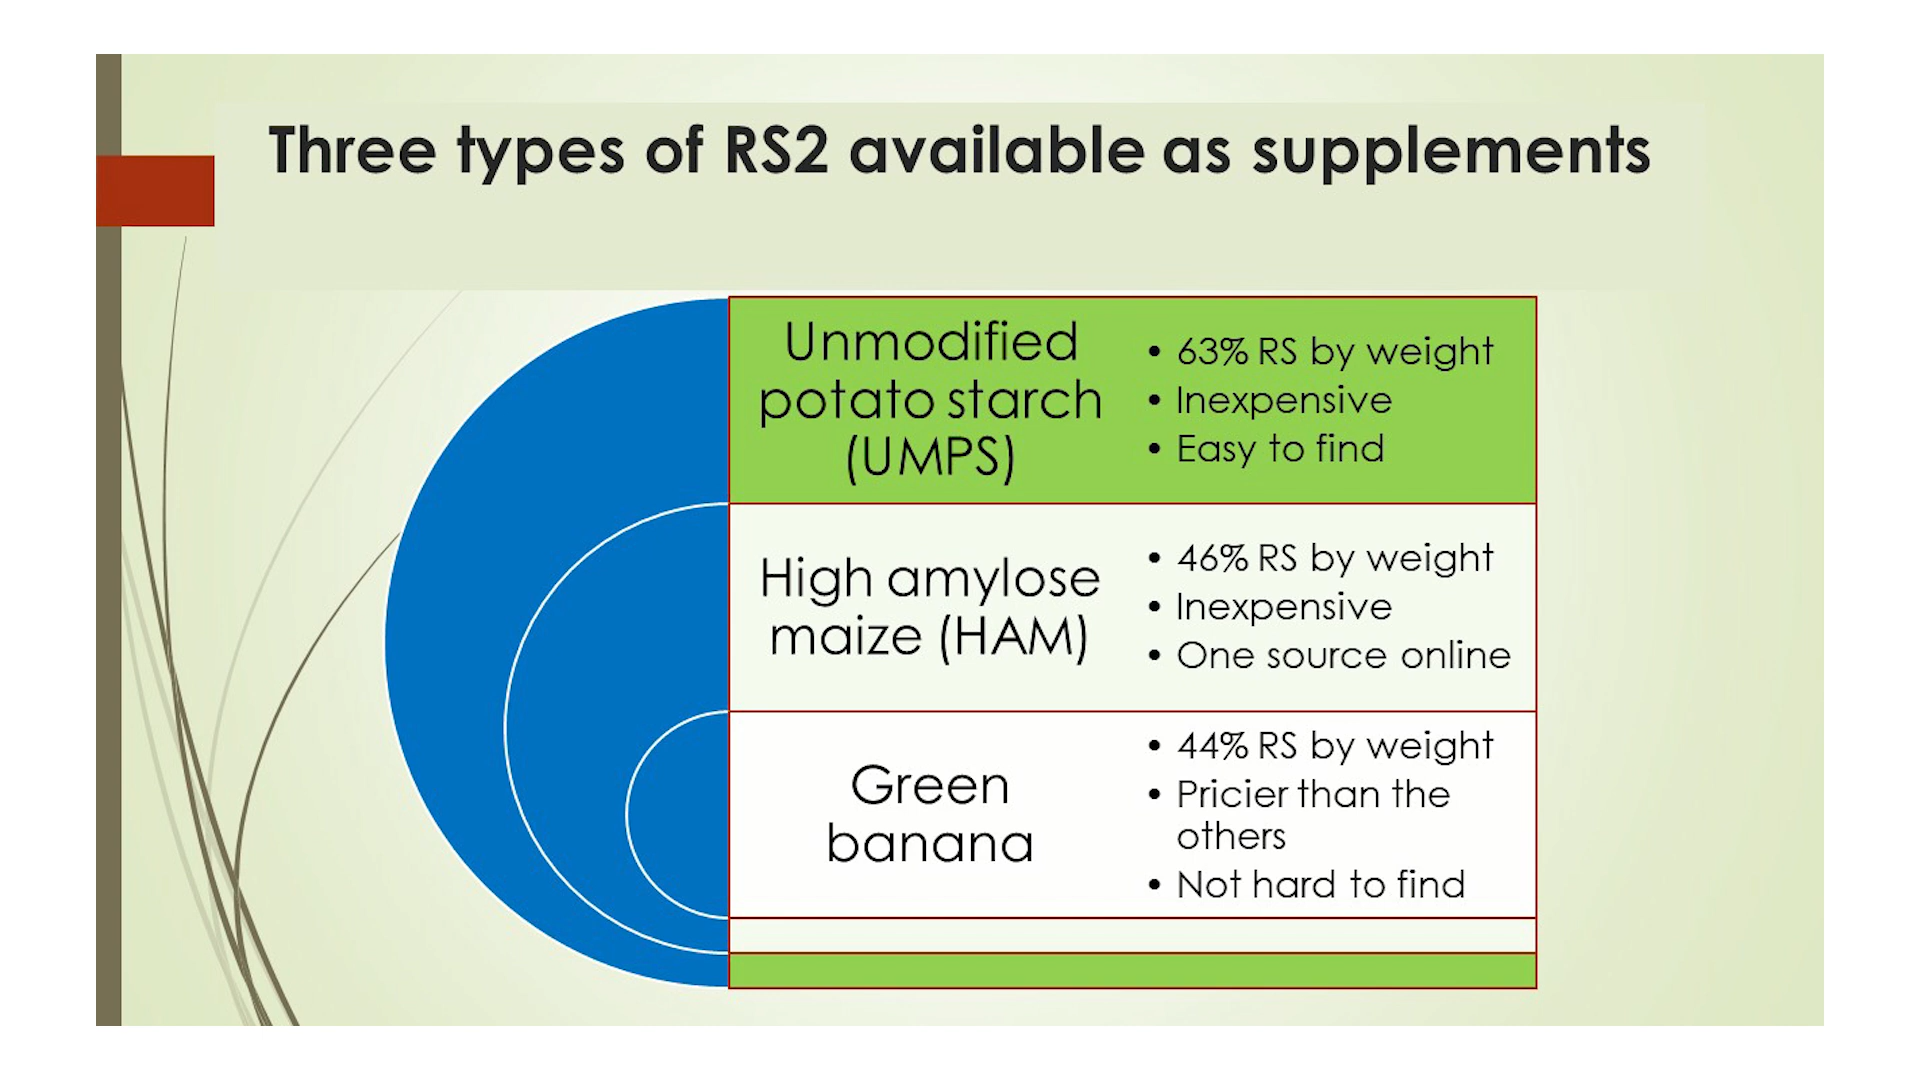 Three types of RS2 available as supplements
Unmodified
potato starch
(UMPS)
• 63% RS by weight
• Inexpensive
• Easy to find
High amylose
maize (HAM)
• 46% RS by weight
• Inexpensive
• One source online
Green
banana
• 44% RS by weight
• Pricier than the
others
• Not hard to find